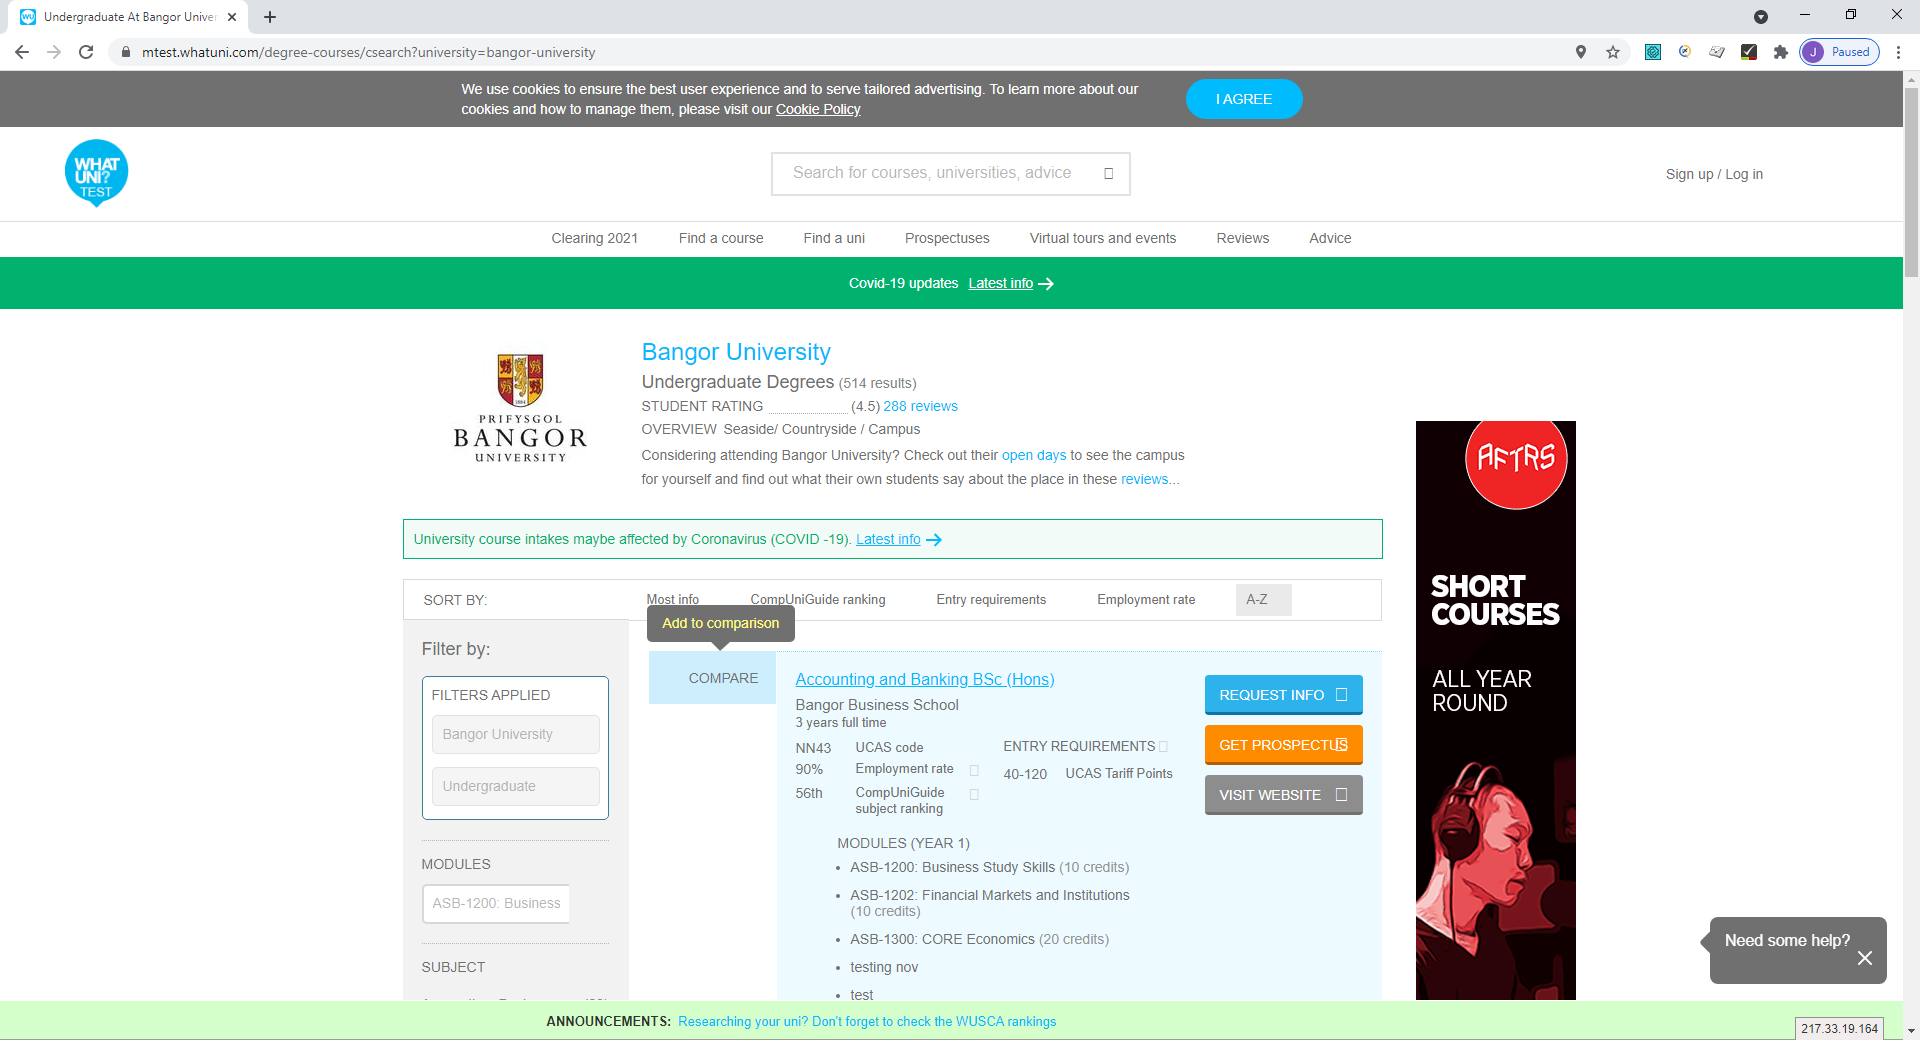 Undergraduate At Bangor Univer
mtest.whatuni.com/degree-courses/csearch?university=bangor-university
J Paused
We use cookies to ensure the best user experience and to serve tailored advertising. To learn more about our
cookies and how to manage them, please visit our Cookie Policy
I AGREE
WHAT
UNI?
TEST
Search for courses, universities, advice
Sign up / Log in
Clearing 2021 Find a course Find a uni Prospectuses Virtual tours and events Reviews Advice
Covid-19 updates Latest info
PRIFYSGOL
BANGOR
UNIVERSITY
Bangor University
Undergraduate Degrees (514 results)
STUDENT RATING (4.5) 288 reviews
OVERVIEW Seaside/ Countryside / Campus
Considering attending Bangor University? Check out their open days to see the campus
for yourself and find out what their own students say about the place in these reviews...
University course intakes maybe affected by Coronavirus (COVID -19). Latest info
SORT BY: Most info CompUniGuide ranking Entry requirements Employment rate A-Z
Add to comparison
Filter by:
FILTERS APPLIED
Bangor University
Undergraduate
MODULES
ASB-1200: Business
SUBJECT
COMPARE
Accounting and Banking BSc (Hons)
Bangor Business School
3 years full time
NN43 UCAS code
90% Employment rate
56th CompUniGuide
subject ranking
ENTRY REQUIREMENTS
40-120 UCAS Tariff Points
REQUEST INFO
GET PROSPECTUS
VISIT WEBSITE
MODULES (YEAR 1)
• ASB-1200: Business Study Skills (10 credits)
• ASB-1202: Financial Markets and Institutions
(10 credits)
• ASB-1300: CORE Economics (20 credits)
• testing nov
• test
AFTRS
SHORT
COURSES
ALL YEAR
ROUND
Need some help?
ANNOUNCEMENTS: Researching your uni? Don't forget to check the WUSCA rankings
217.33.19.164